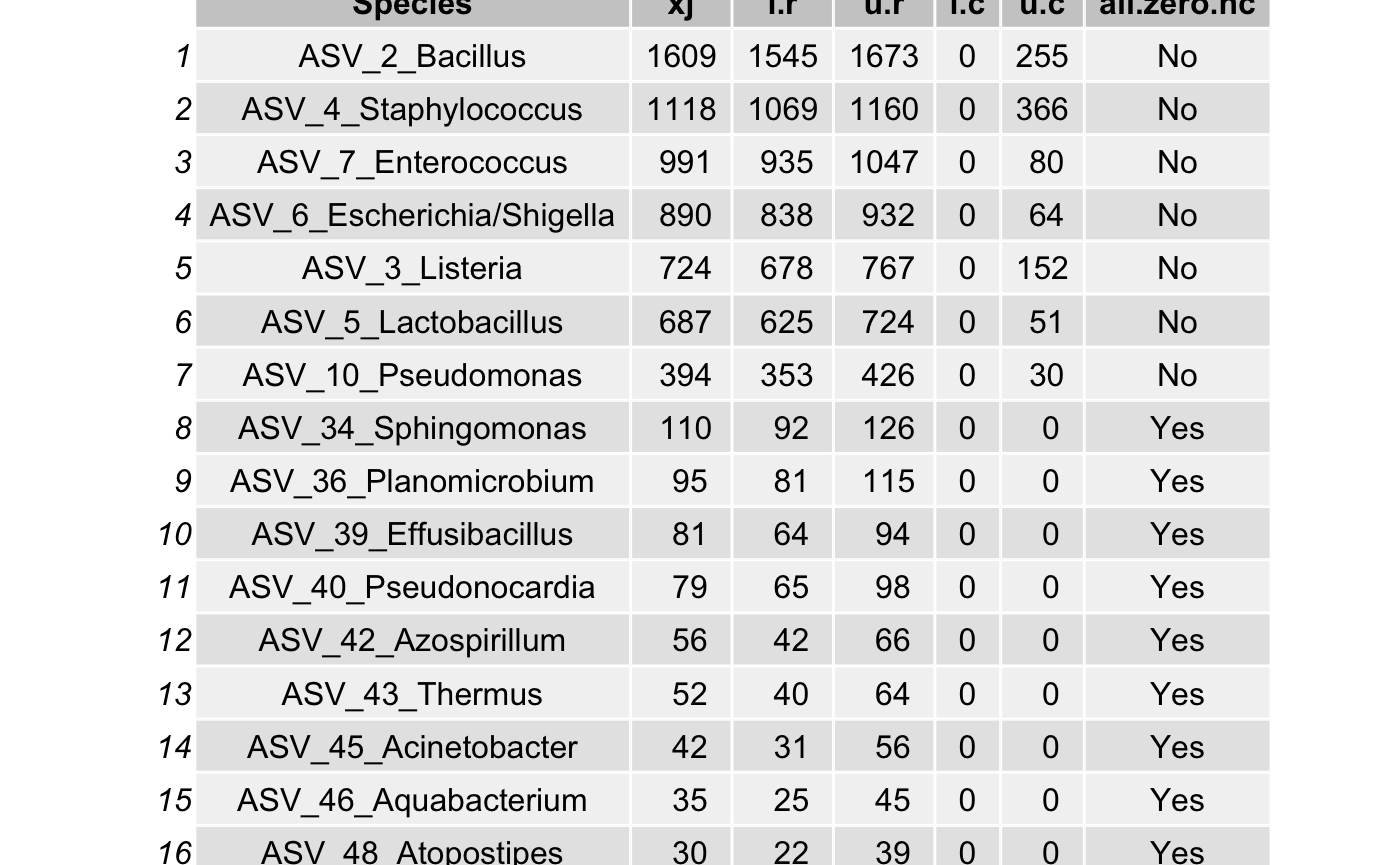 Species xj l.r u.r l.c u.c all.zero.nc
1 ASV_2_Bacillus 1609 1545 1673 0 255 No
2 ASV_4_Staphylococcus 1118 1069 1160 0 366 No
3 ASV_7_Enterococcus 991 935 1047 0 80 No
4 ASV_6_Escherichia/Shigella 890 838 932 0 64 No
5 ASV_3_Listeria 724 678 767 0 152 No
6 ASV_5_Lactobacillus 687 625 724 0 51 No
7 ASV_10_Pseudomonas 394 353 426 0 30 No
8 ASV_34_Sphingomonas 110 92 126 0 0 Yes
9 ASV_36_Planomicrobium 95 81 115 0 0 Yes
10 ASV_39_Effusibacillus 81 64 94 0 0 Yes
11 ASV_40_Pseudonocardia 79 65 98 0 0 Yes
12 ASV_42_Azospirillum 56 42 66 0 0 Yes
13 ASV_43_Thermus 52 40 64 0 0 Yes
14 ASV_45_Acinetobacter 42 31 56 0 0 Yes
15 ASV_46_Aquabacterium 35 25 45 0 0 Yes
16 ASV_48_Atopostipes 30 22 39 0 0 Yes